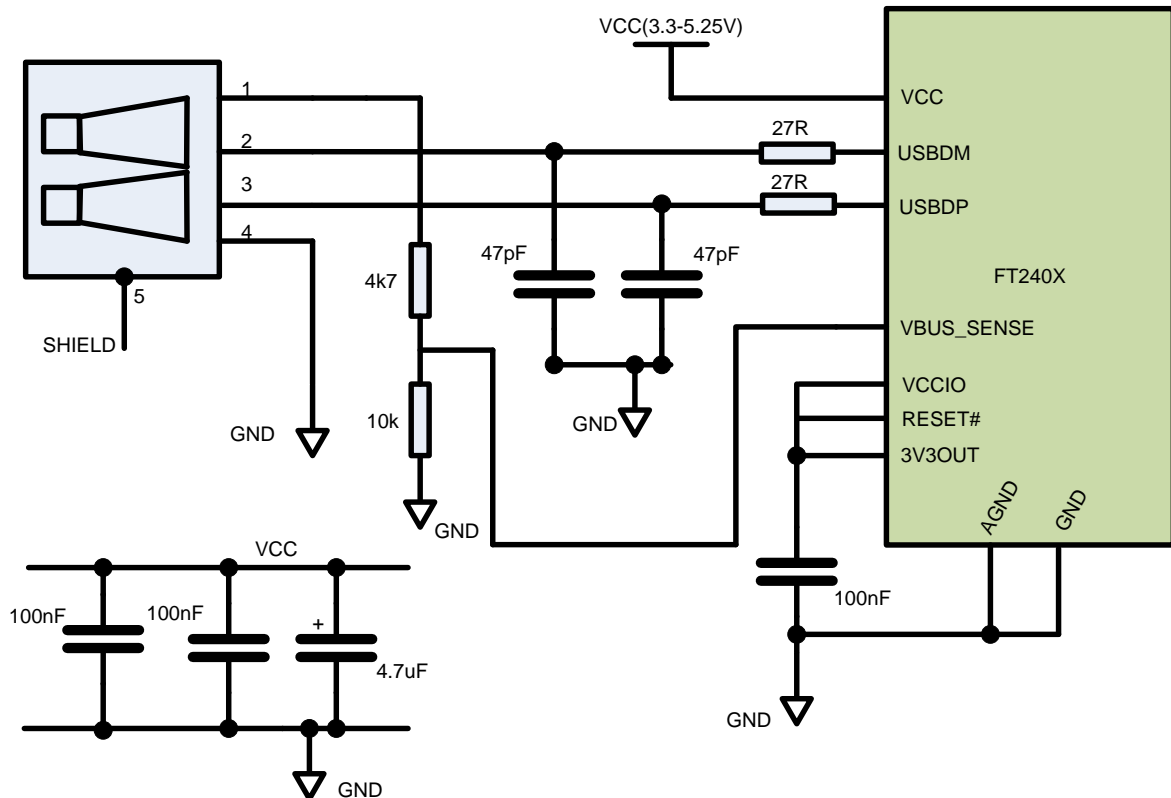 VCC(3.3-5.25V)
1
VCC
27R
2
USBDM
27R
3
USBDP
4
47pF
47pF
4k7
FT240X
5
VBUS_SENSE
SHIELD
VCCIO
10k
RESET#
GND
GND
3V3OUT
AGND
GND
GND
VCC
100nF
100nF
100nF
+
4.7uF
GND
GND